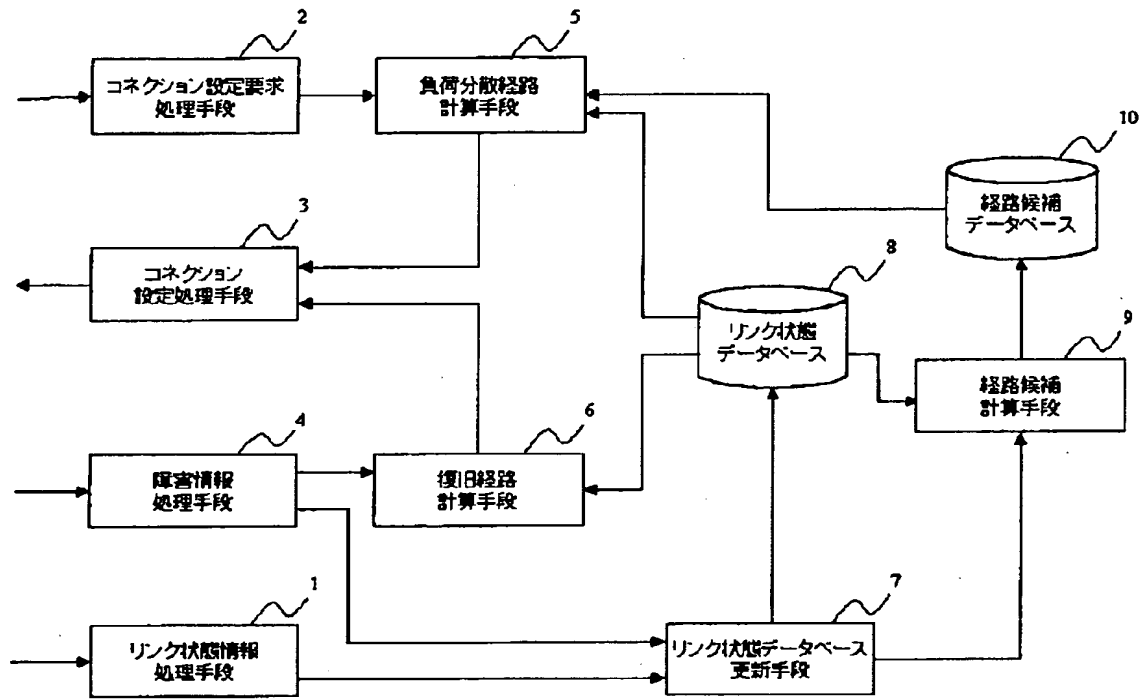 2
コネクション設定要求
処理手段
5
負荷分散経路
計算手段
10
経路候補
データベース
3
コネクション
設定処理手段
8
リンク状態
データベース
9
経路候補
計算手段
4
障害情報
処理手段
6
復旧経路
計算手段
1
リンク状態情報
処理手段
7
リンク状態データベース
更新手段